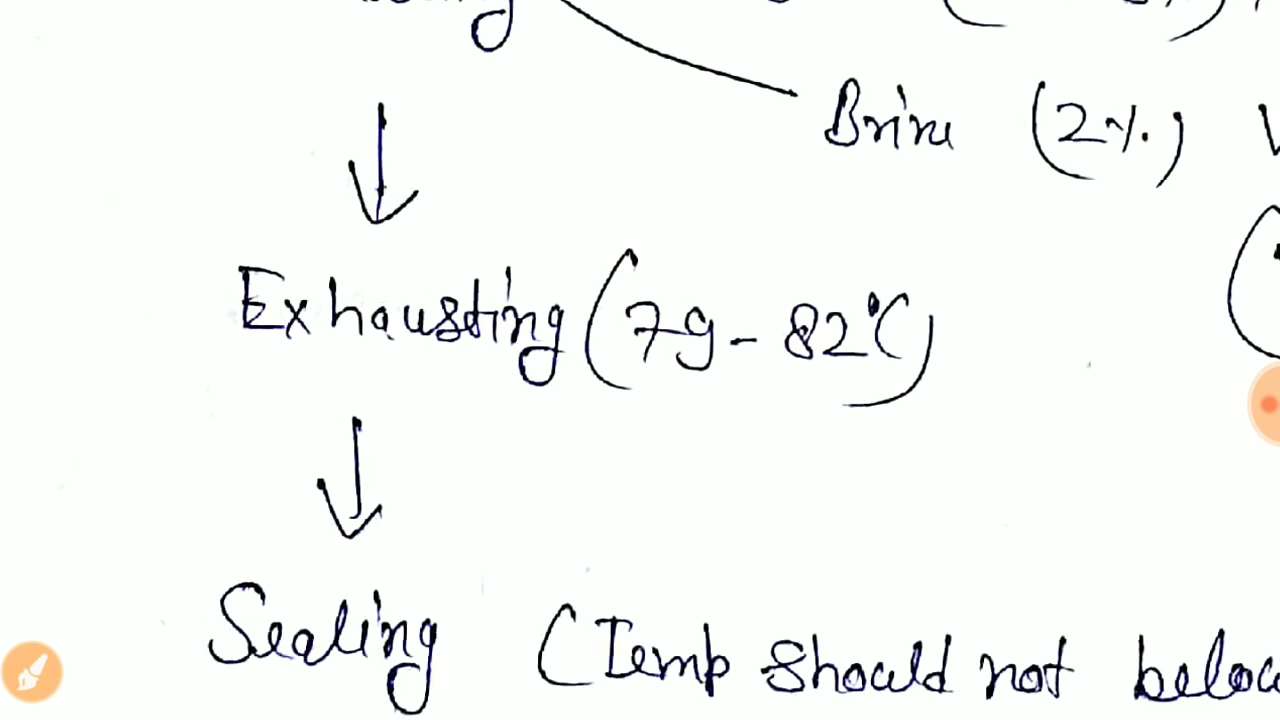 Brine (2%)
Exhausting (79-82°C)
Sealing (Temp should not below